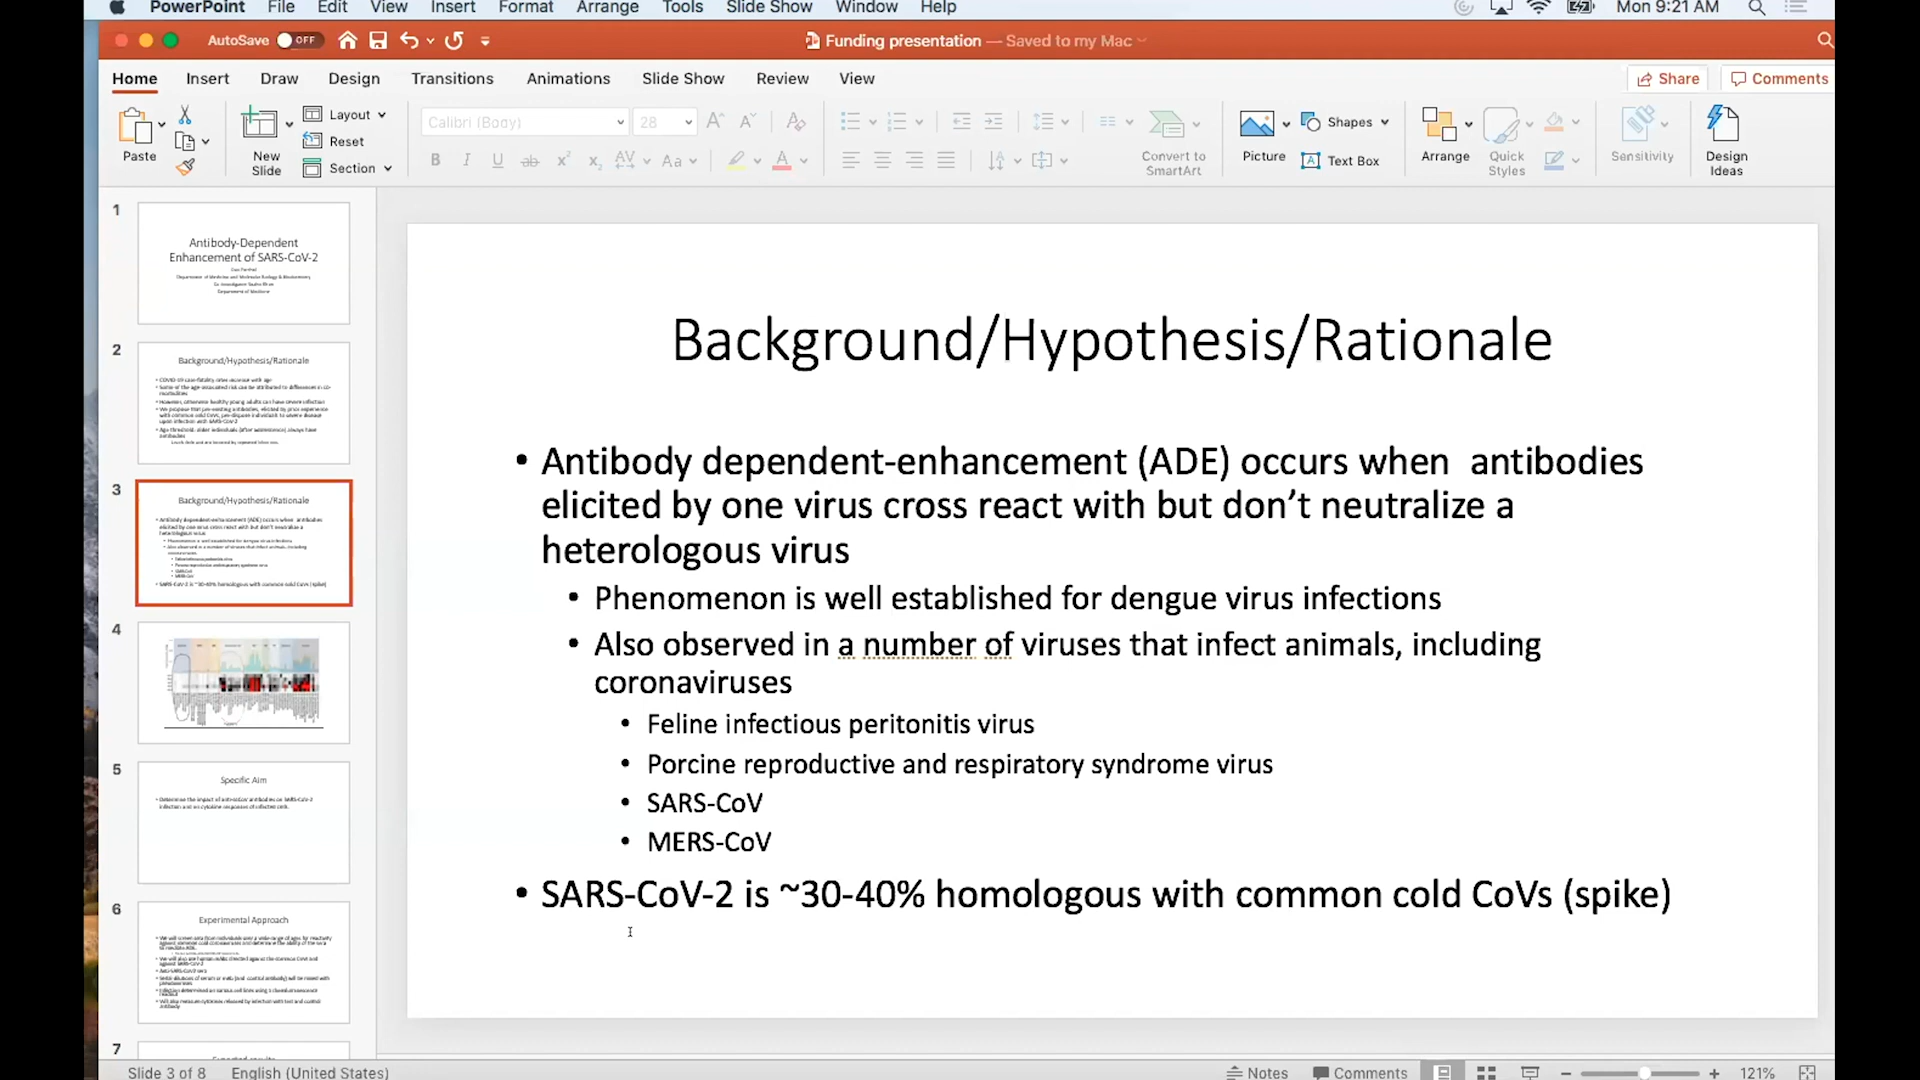 PowerPoint File Edit View Insert Format Arrange Tools Slide Show Window Help Mon 9:21 AM
AutoSave OFF Funding presentation — Saved to my Mac
Home Insert Draw Design Transitions Animations Slide Show Review View Share Comments
Paste
New Slide
Layout
Reset
Section
Calibri (Body) 28
Convert to SmartArt
Picture
Shapes
Text Box
Arrange
Quick Styles
Sensitivity
Design Ideas
1
Antibody-Dependent
Enhancement of SARS-CoV-2
2
Background/Hypothesis/Rationale
3
Background/Hypothesis/Rationale
4
5
Specific Aim
6
Experimental Approach
7
Background/Hypothesis/Rationale
• Antibody dependent-enhancement (ADE) occurs when  antibodies
elicited by one virus cross react with but don’t neutralize a
heterologous virus
• Phenomenon is well established for dengue virus infections
• Also observed in a number of viruses that infect animals, including
coronaviruses
• Feline infectious peritonitis virus
• Porcine reproductive and respiratory syndrome virus
• SARS-CoV
• MERS-CoV
• SARS-CoV-2 is ~30-40% homologous with common cold CoVs (spike)
Slide 3 of 8 English (United States) Notes Comments 121%